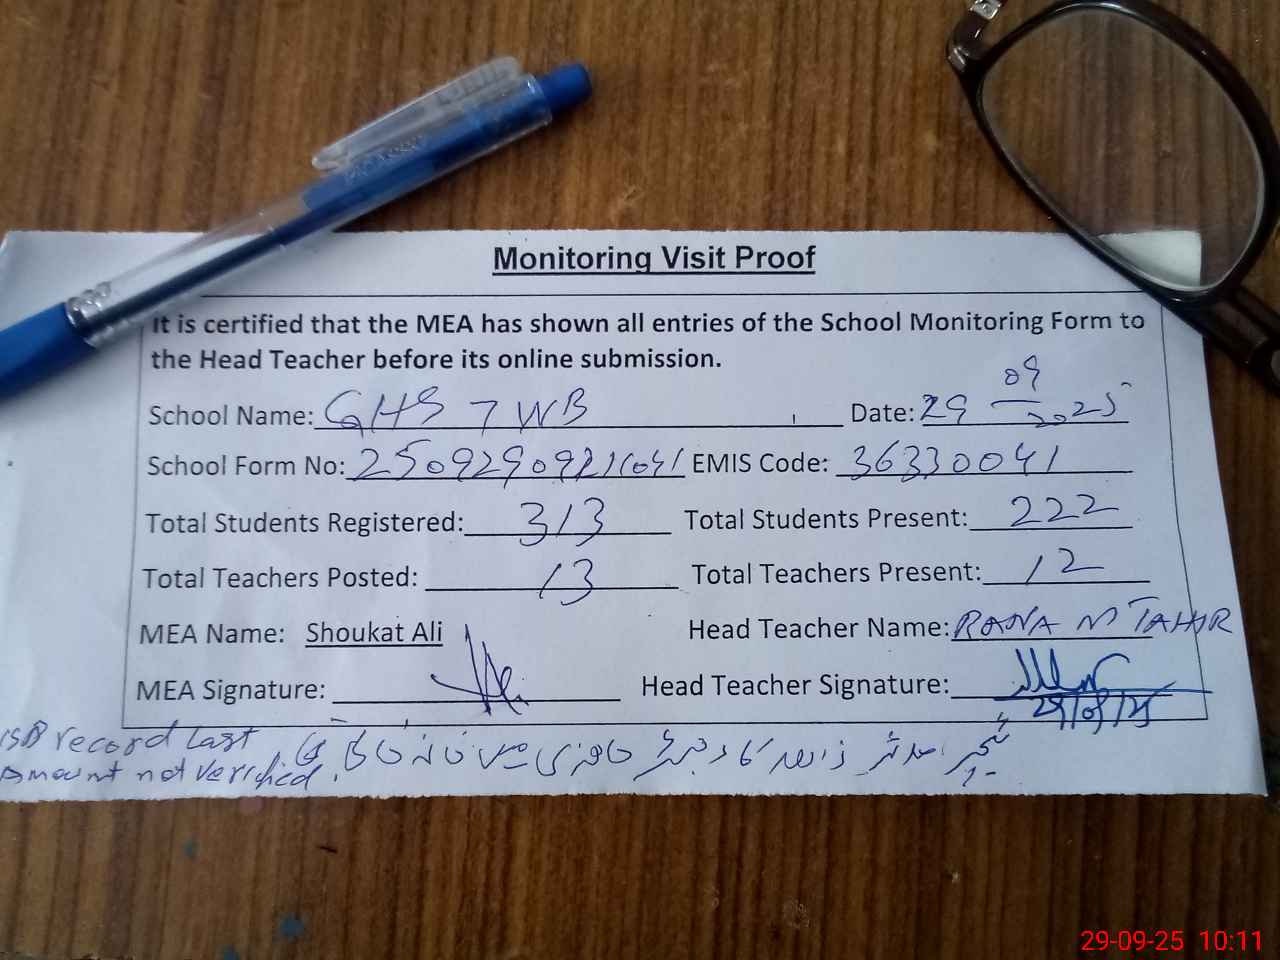 Monitoring Visit Proof
It is certified that the MEA has shown all entries of the School Monitoring Form to
the Head Teacher before its online submission.
School Name: GHS 7 WB Date: 29 09 2025
School Form No: 250929092111041 EMIS Code: 36330041
Total Students Registered: 313 Total Students Present: 222
Total Teachers Posted: 13 Total Teachers Present: 12
MEA Name: Shoukat Ali Head Teacher Name: RANA M TAHIR
MEA Signature: Head Teacher Signature:
record Last
Amount not verified.
29-09-25 10:11